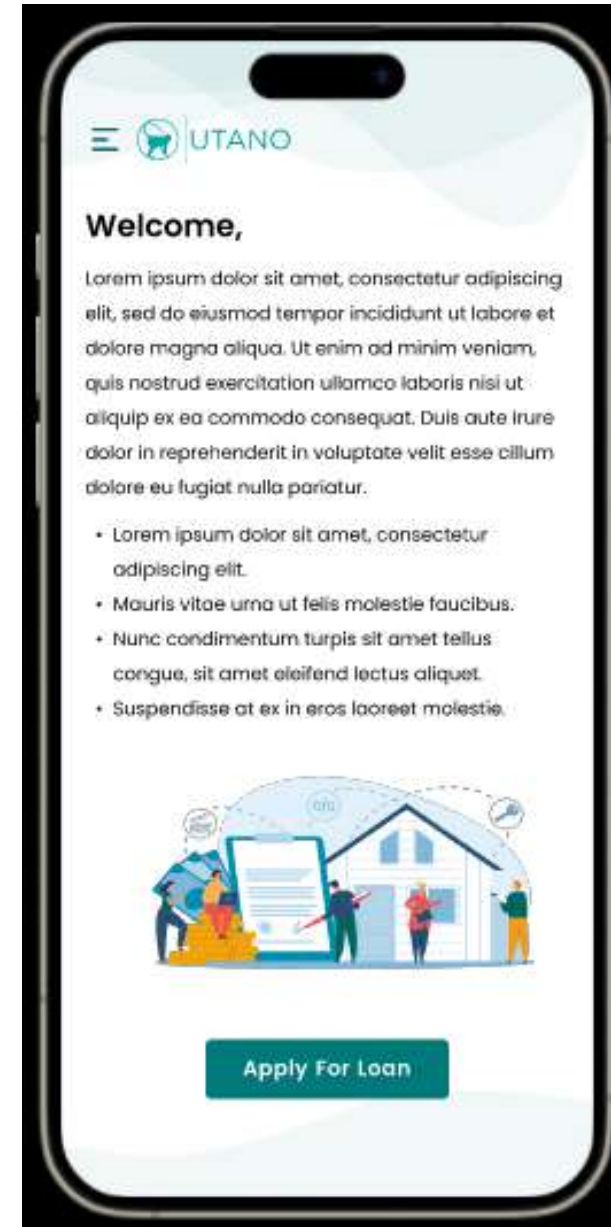 UTANO
Welcome,
Lorem ipsum dolor sit amet, consectetur adipiscing
elit, sed do eiusmod tempor incididunt ut labore et
dolore magna aliqua. Ut enim ad minim veniam,
quis nostrud exercitation ullamco laboris nisi ut
aliquip ex ea commodo consequat. Duis aute irure
dolor in reprehenderit in voluptate velit esse cillum
dolore eu fugiat nulla pariatur.
• Lorem ipsum dolor sit amet, consectetur
adipiscing elit.
• Mauris vitae urna ut felis molestie faucibus.
• Nunc condimentum turpis sit amet tellus
congue, sit amet eleifend lectus aliquet.
• Suspendisse at ex in eros laoreet molestie.
Apply For Loan